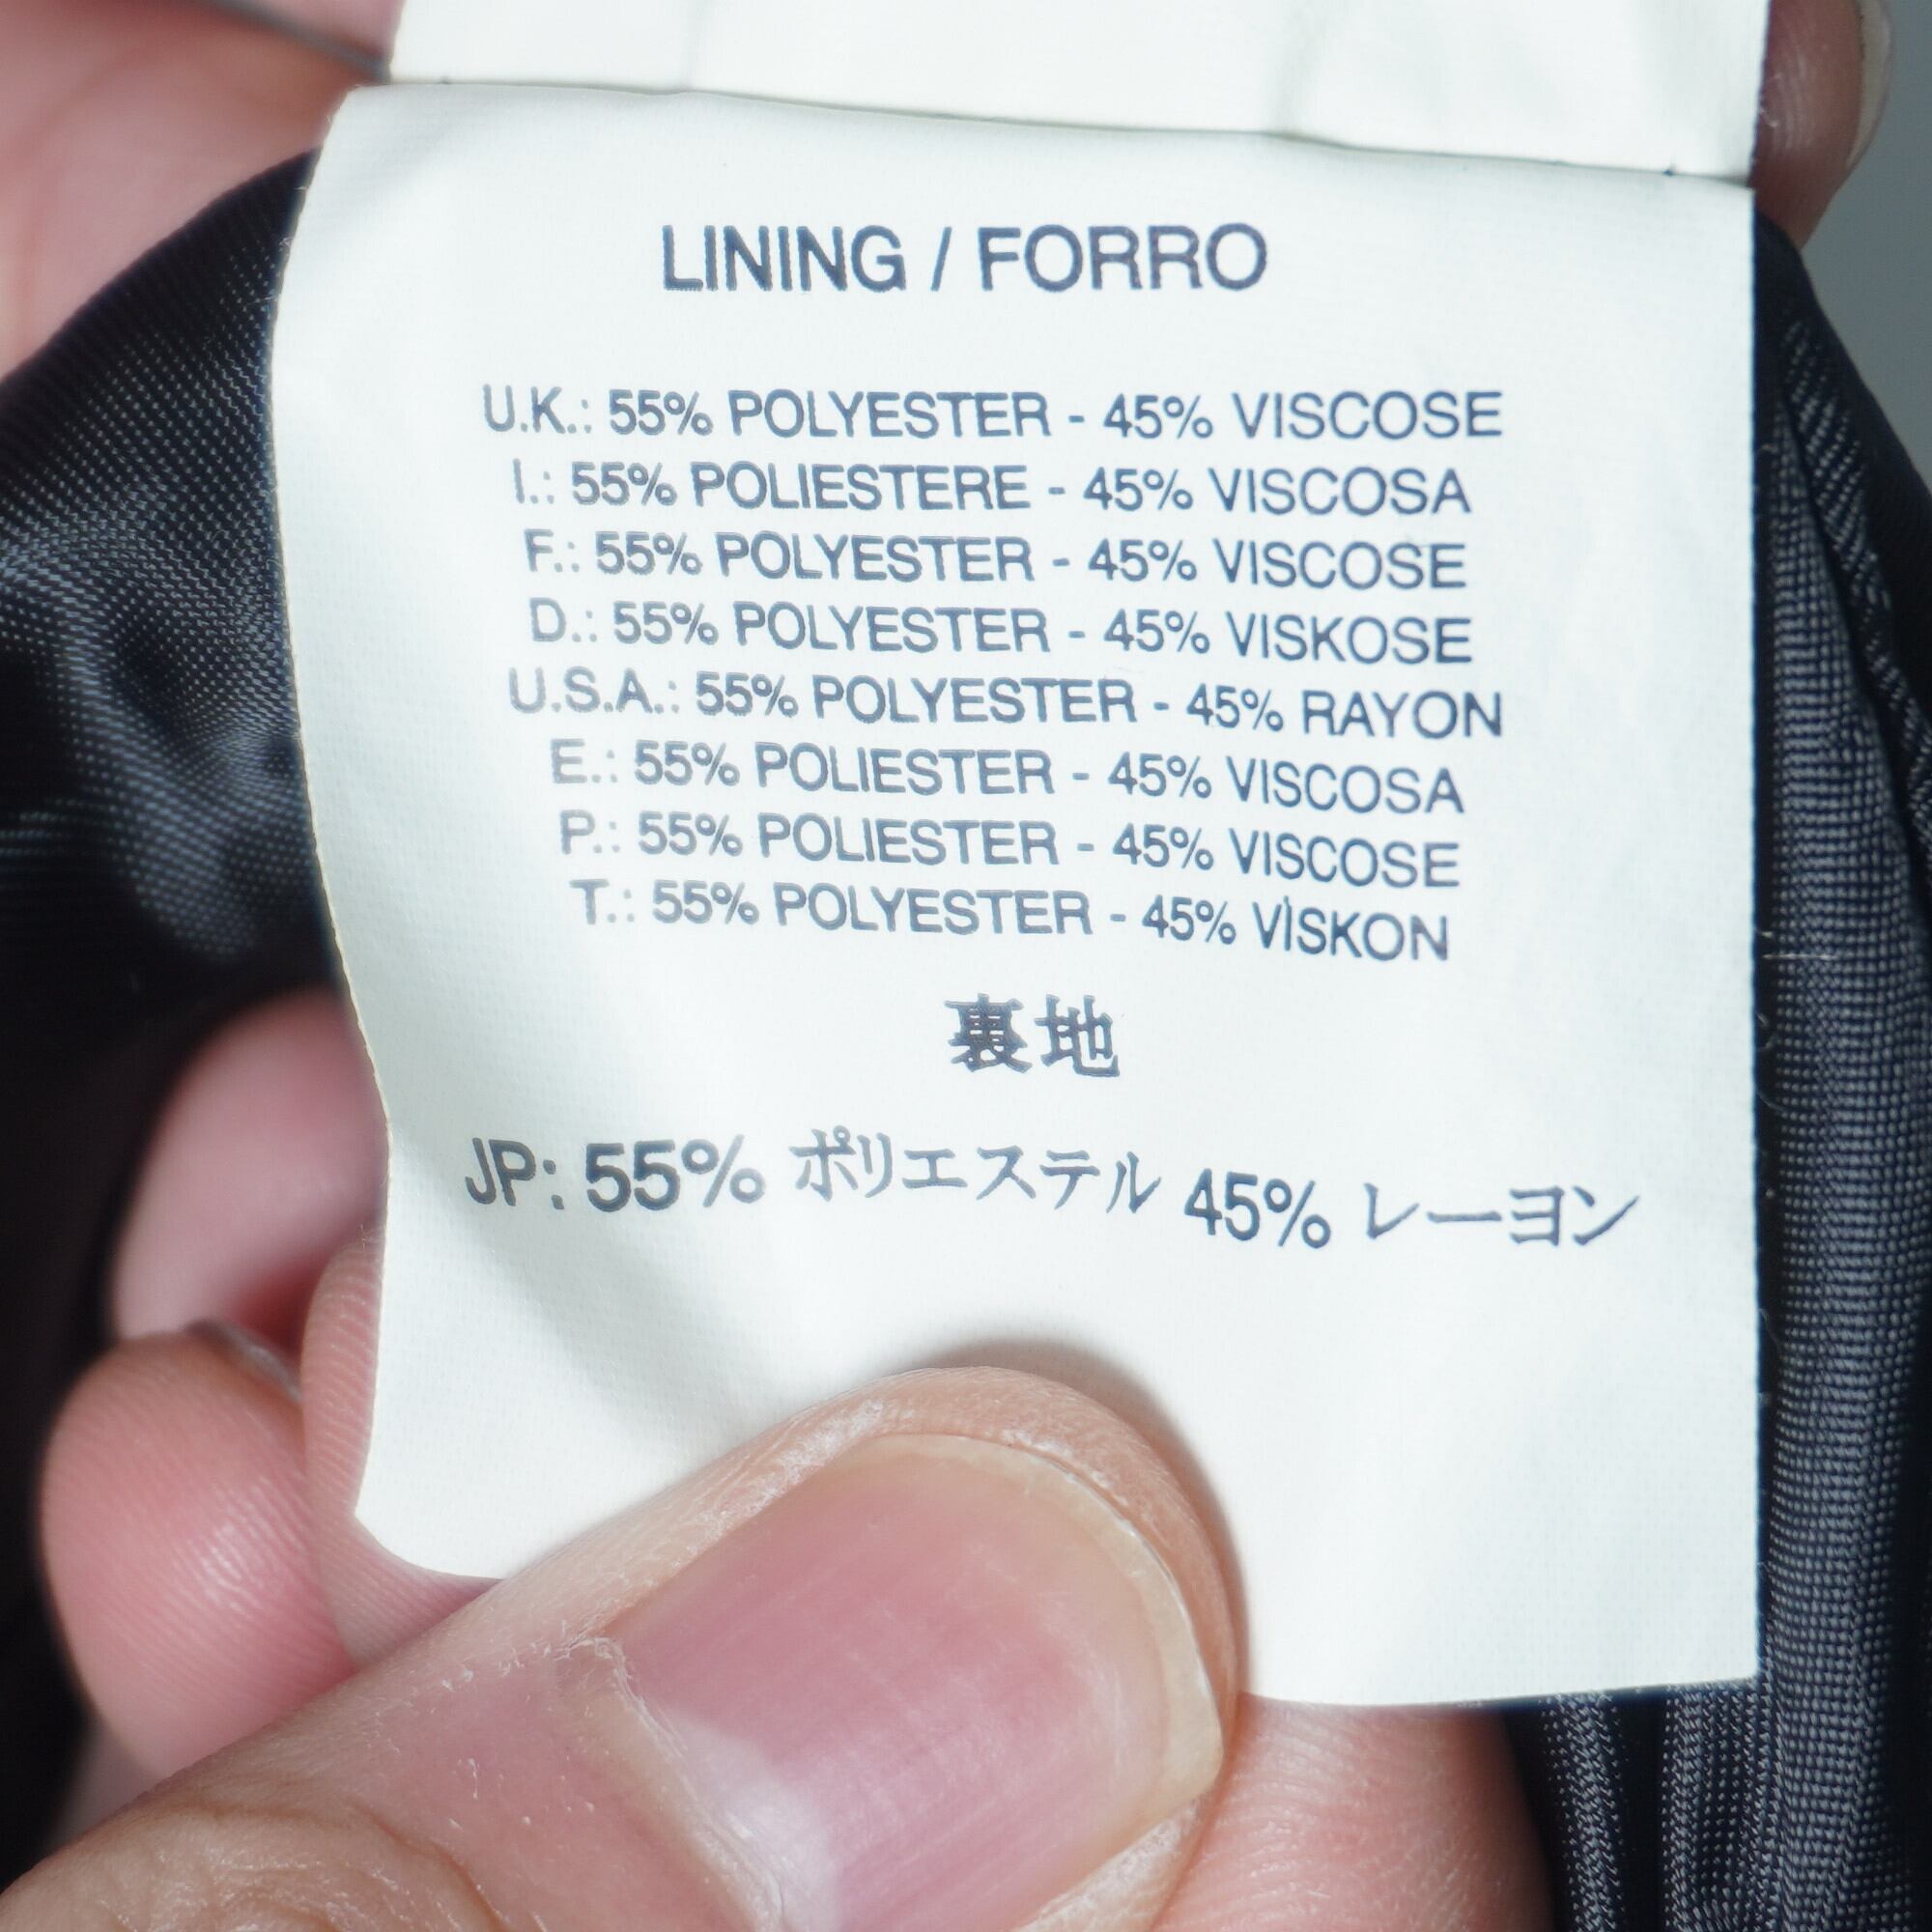 LINING / FORRO
U.K.: 55% POLYESTER - 45% VISCOSE
I.: 55% POLIESTERE - 45% VISCOSA
F.: 55% POLYESTER - 45% VISCOSE
D.: 55% POLYESTER - 45% VISKOSE
U.S.A.: 55% POLYESTER - 45% RAYON
E.: 55% POLIESTER - 45% VISCOSA
P.: 55% POLIESTER - 45% VISCOSE
T.: 55% POLYESTER - 45% VİSKON
裏地
JP: 55% ポリエステル 45% レーヨン